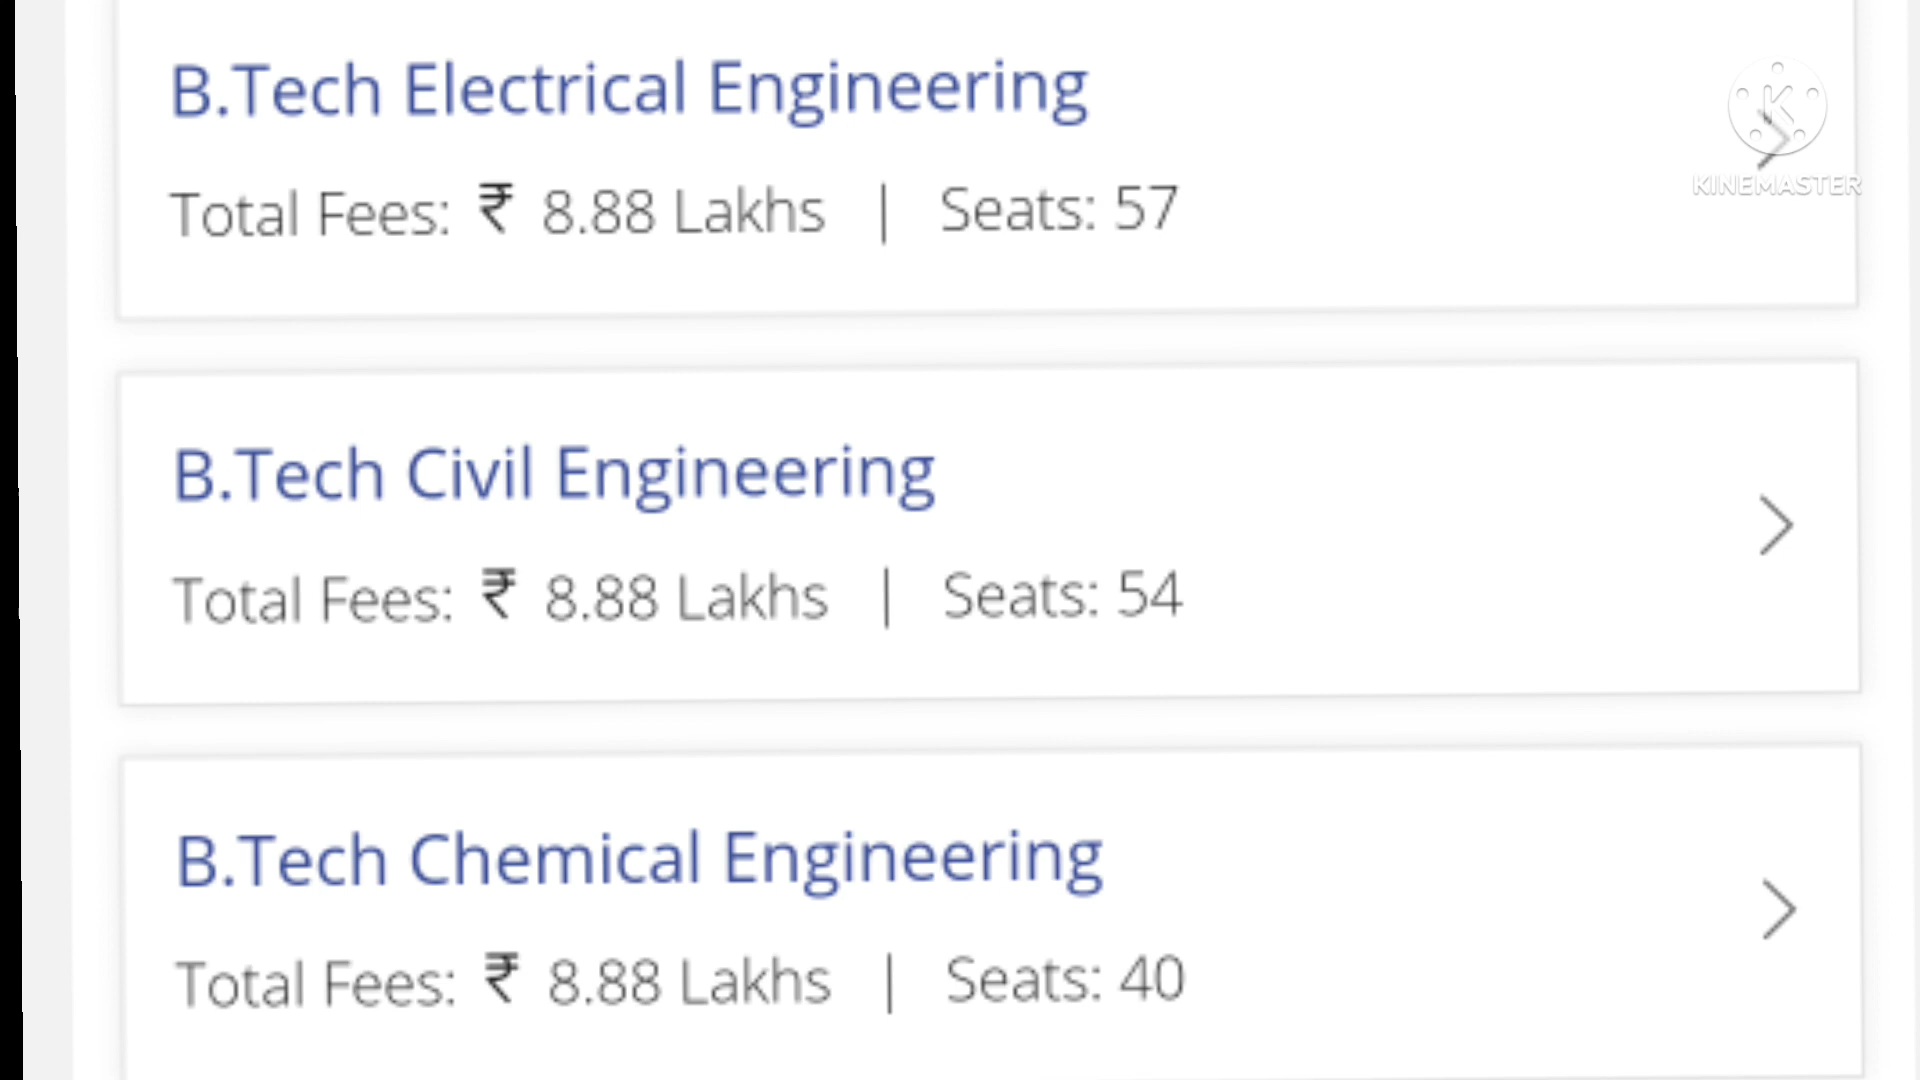 B.Tech Electrical Engineering
Total Fees: ₹ 8.88 Lakhs | Seats: 57
KINEMASTER
B.Tech Civil Engineering
Total Fees: ₹ 8.88 Lakhs | Seats: 54
B.Tech Chemical Engineering
Total Fees: ₹ 8.88 Lakhs | Seats: 40